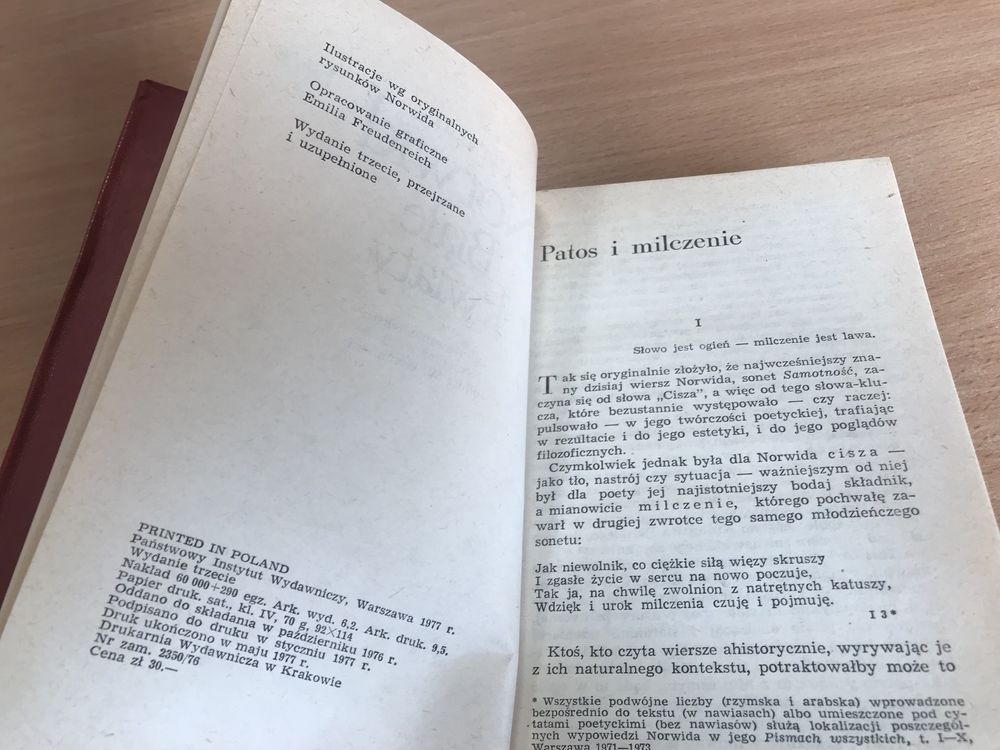 Ilustracje wg oryginalnych
rysunków Norwida
Opracowanie graficzne
Emilia Freudenreich
Wydanie trzecie, przejrzane
i uzupełnione
PRINTED IN POLAND
Państwowy Instytut Wydawniczy, Warszawa 1977 r.
Wydanie trzecie
Nakład 60 000+290 egz. Ark. wyd. 6,2. Ark. druk. 9,5.
Papier druk. sat., kl. IV, 70 g, 92×114
Oddano do składania w październiku 1976 r.
Podpisano do druku w styczniu 1977 r.
Druk ukończono w maju 1977 r.
Drukarnia Wydawnicza w Krakowie
Nr zam. 2350/76
Cena zł 30.—
Patos i milczenie
I
Słowo jest ogień — milczenie jest lawa.
Tak się oryginalnie złożyło, że najwcześniejszy zna-
ny dzisiaj wiersz Norwida, sonet Samotność, za-
czyna się od słowa „Cisza”, a więc od tego słowa-klu-
cza, które bezustannie występowało — czy raczej:
pulsowało — w jego twórczości poetyckiej, trafiając
w rezultacie i do jego estetyki, i do jego poglądów
filozoficznych.
Czymkolwiek jednak była dla Norwida cisza —
jako tło, nastrój czy sytuacja — ważniejszym od niej
był dla poety jej najistotniejszy bodaj składnik,
a mianowicie milczenie, którego pochwałę za-
warł w drugiej zwrotce tego samego młodzieńczego
sonetu:
Jak niewolnik, co ciężkie siłą więzy skruszy
I zgasłe życie w sercu na nowo poczuje,
Tak ja, na chwilę zwolnion z natrętnych katuszy,
Wdzięk i urok milczenia czuję i pojmuję.
I 3*
Ktoś, kto czyta wiersze ahistorycznie, wyrywając je
z ich naturalnego kontekstu, potraktowałby może to
* Wszystkie podwójne liczby (rzymska i arabska) wprowadzone
bezpośrednio do tekstu (w nawiasach) albo umieszczone pod cy-
tatami poetyckimi (bez nawiasów) służą lokalizacji poszczegól-
nych wypowiedzi Norwida w jego Pismach wszystkich, t. I—X,
Warszawa 1971—1973.